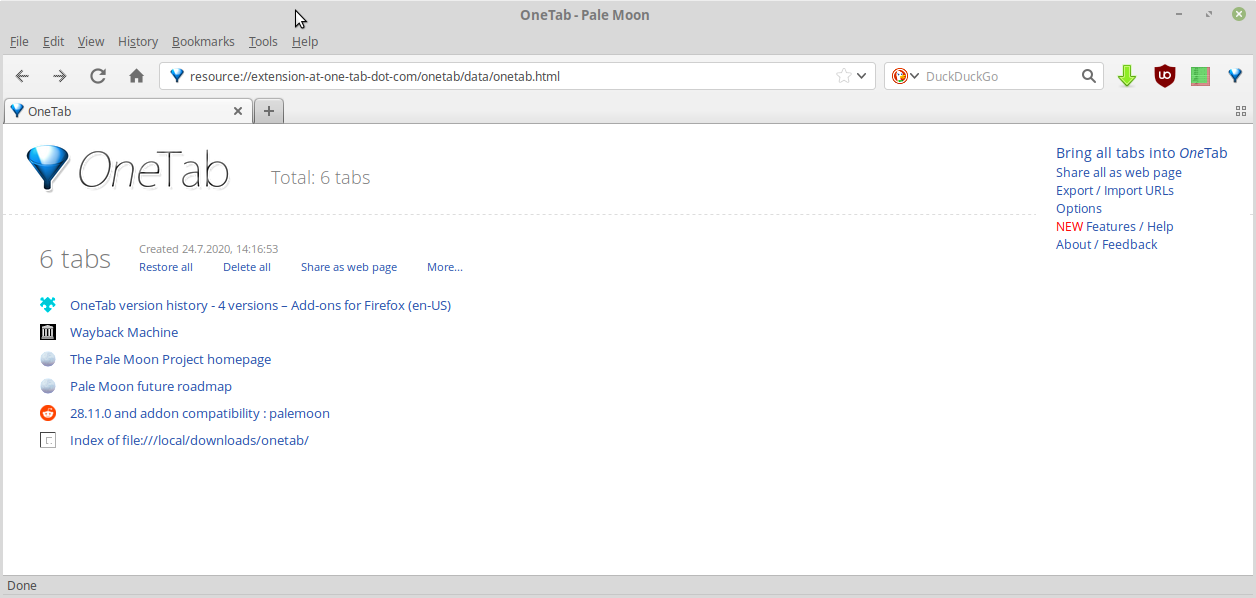 OneTab - Pale Moon
File Edit View History Bookmarks Tools Help
resource://extension-at-one-tab-dot-com/onetab/data/onetab.html
DuckDuckGo
OneTab
OneTab
Total: 6 tabs
Bring all tabs into OneTab
Share all as web page
Export / Import URLs
Options
NEW Features / Help
About / Feedback
6 tabs
Created 24.7.2020, 14:16:53
Restore all Delete all Share as web page More...
OneTab version history - 4 versions – Add-ons for Firefox (en-US)
Wayback Machine
The Pale Moon Project homepage
Pale Moon future roadmap
28.11.0 and addon compatibility : palemoon
Index of file:///local/downloads/onetab/
Done